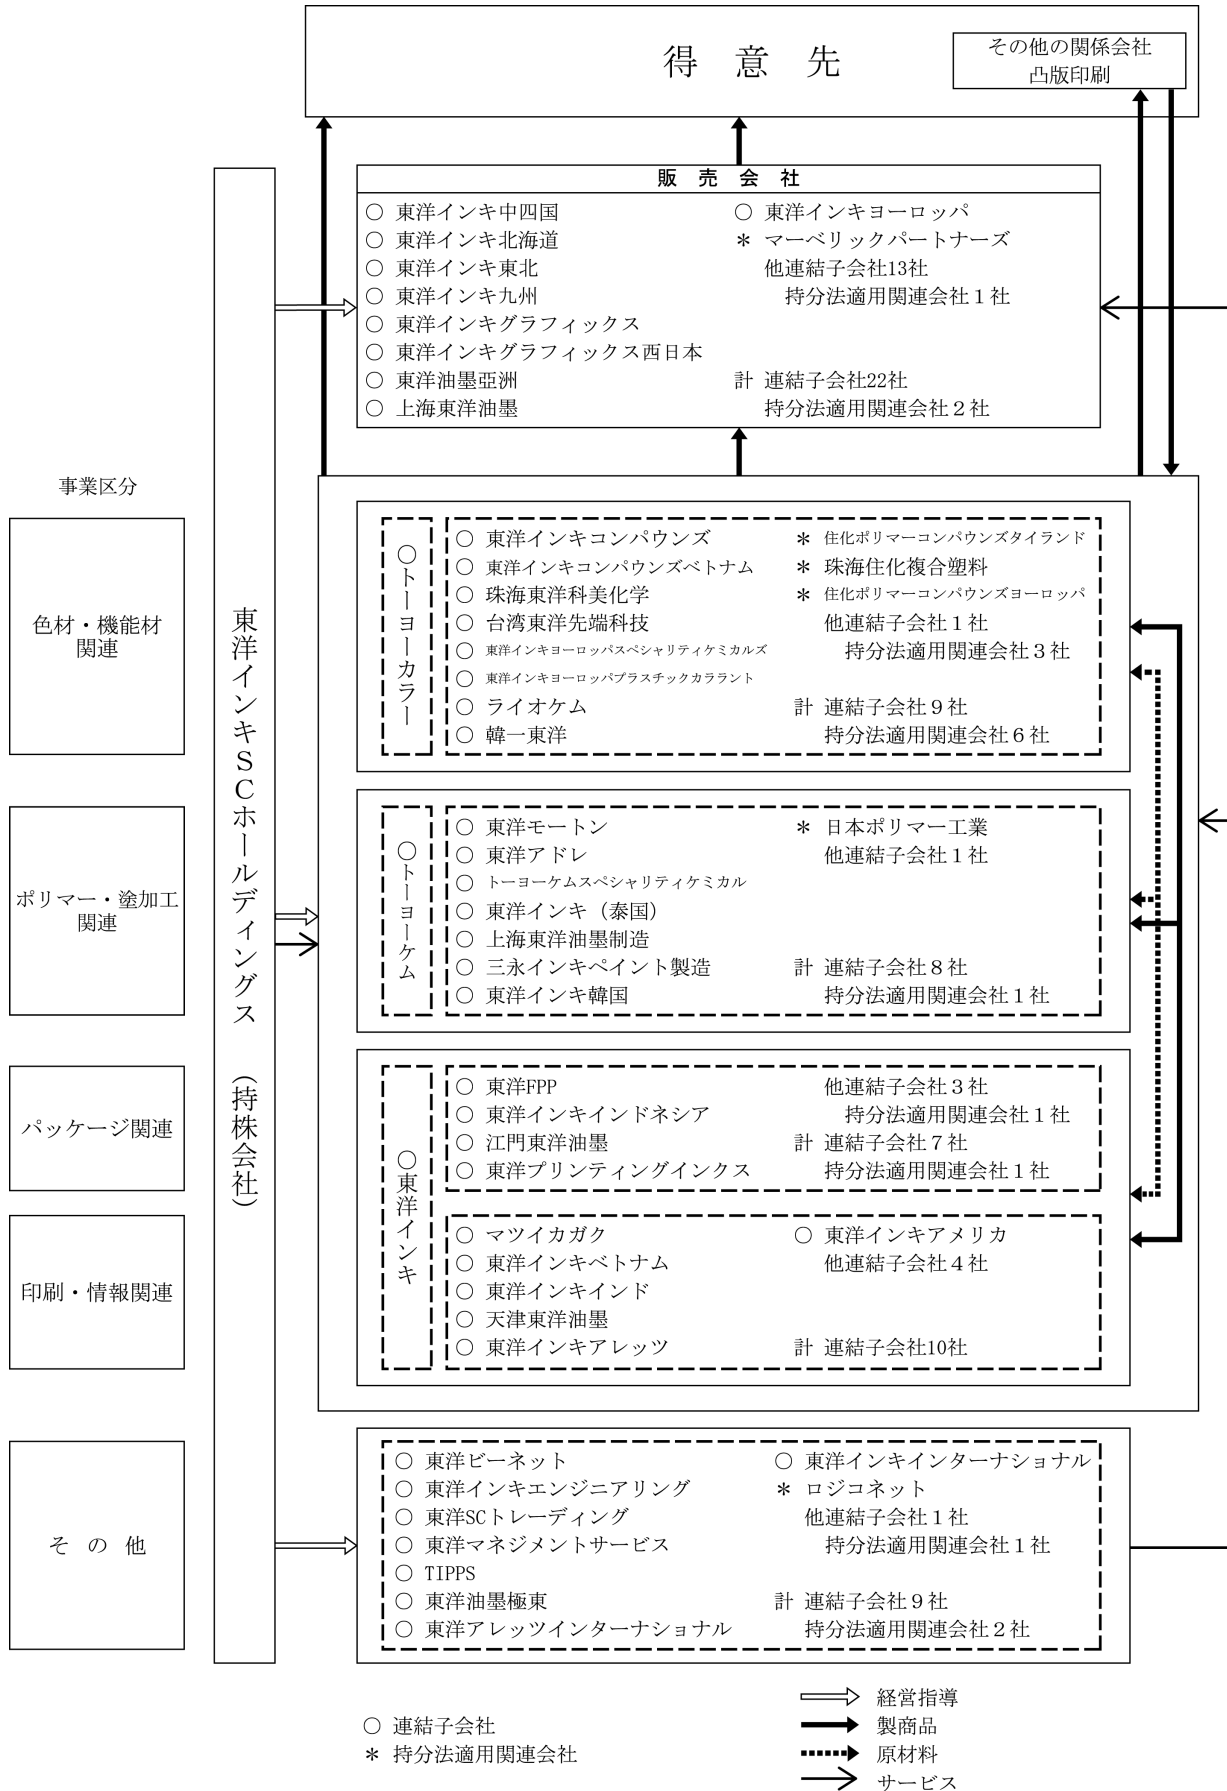 得意先
その他の関係会社
凸版印刷
販売会社
○ 東洋インキ中四国
○ 東洋インキ北海道
○ 東洋インキ東北
○ 東洋インキ九州
○ 東洋インキグラフィックス
○ 東洋インキグラフィックス西日本
○ 東洋油墨亞洲
○ 上海東洋油墨
○ 東洋インキヨーロッパ
＊ マーベリックパートナーズ
他連結子会社13社
持分法適用関連会社１社
計 連結子会社22社
持分法適用関連会社２社
事業区分
色材・機能材
関連
ポリマー・塗加工
関連
パッケージ関連
印刷・情報関連
その他
東洋インキＳＣホールディングス （持株会社）
○トーヨーカラー
○ 東洋インキコンパウンズ
○ 東洋インキコンパウンズベトナム
○ 珠海東洋科美化学
○ 台湾東洋先端科技
○ 東洋インキヨーロッパスペシャリティケミカルズ
○ 東洋インキヨーロッパプラスチックカララント
○ ライオケム
○ 韓一東洋
＊ 住化ポリマーコンパウンズタイランド
＊ 珠海住化複合塑料
＊ 住化ポリマーコンパウンズヨーロッパ
他連結子会社１社
持分法適用関連会社３社
計 連結子会社９社
持分法適用関連会社６社
○トーヨーケム
○ 東洋モートン
○ 東洋アドレ
○ トーヨーケムスペシャリティケミカル
○ 東洋インキ（泰国）
○ 上海東洋油墨制造
○ 三永インキペイント製造
○ 東洋インキ韓国
＊ 日本ポリマー工業
他連結子会社１社
計 連結子会社８社
持分法適用関連会社１社
○東洋インキ
○ 東洋FPP
○ 東洋インキインドネシア
○ 江門東洋油墨
○ 東洋プリンティングインクス
他連結子会社３社
持分法適用関連会社１社
計 連結子会社７社
持分法適用関連会社１社
○ マツイカガク
○ 東洋インキベトナム
○ 東洋インキインド
○ 天津東洋油墨
○ 東洋インキアレッツ
○ 東洋インキアメリカ
他連結子会社４社
計 連結子会社10社
○ 東洋ビーネット
○ 東洋インキエンジニアリング
○ 東洋SCトレーディング
○ 東洋マネジメントサービス
○ TIPPS
○ 東洋油墨極東
○ 東洋アレッツインターナショナル
○ 東洋インキインターナショナル
＊ ロジコネット
他連結子会社１社
持分法適用関連会社１社
計 連結子会社９社
持分法適用関連会社２社
○ 連結子会社
＊ 持分法適用関連会社
経営指導
製商品
原材料
サービス